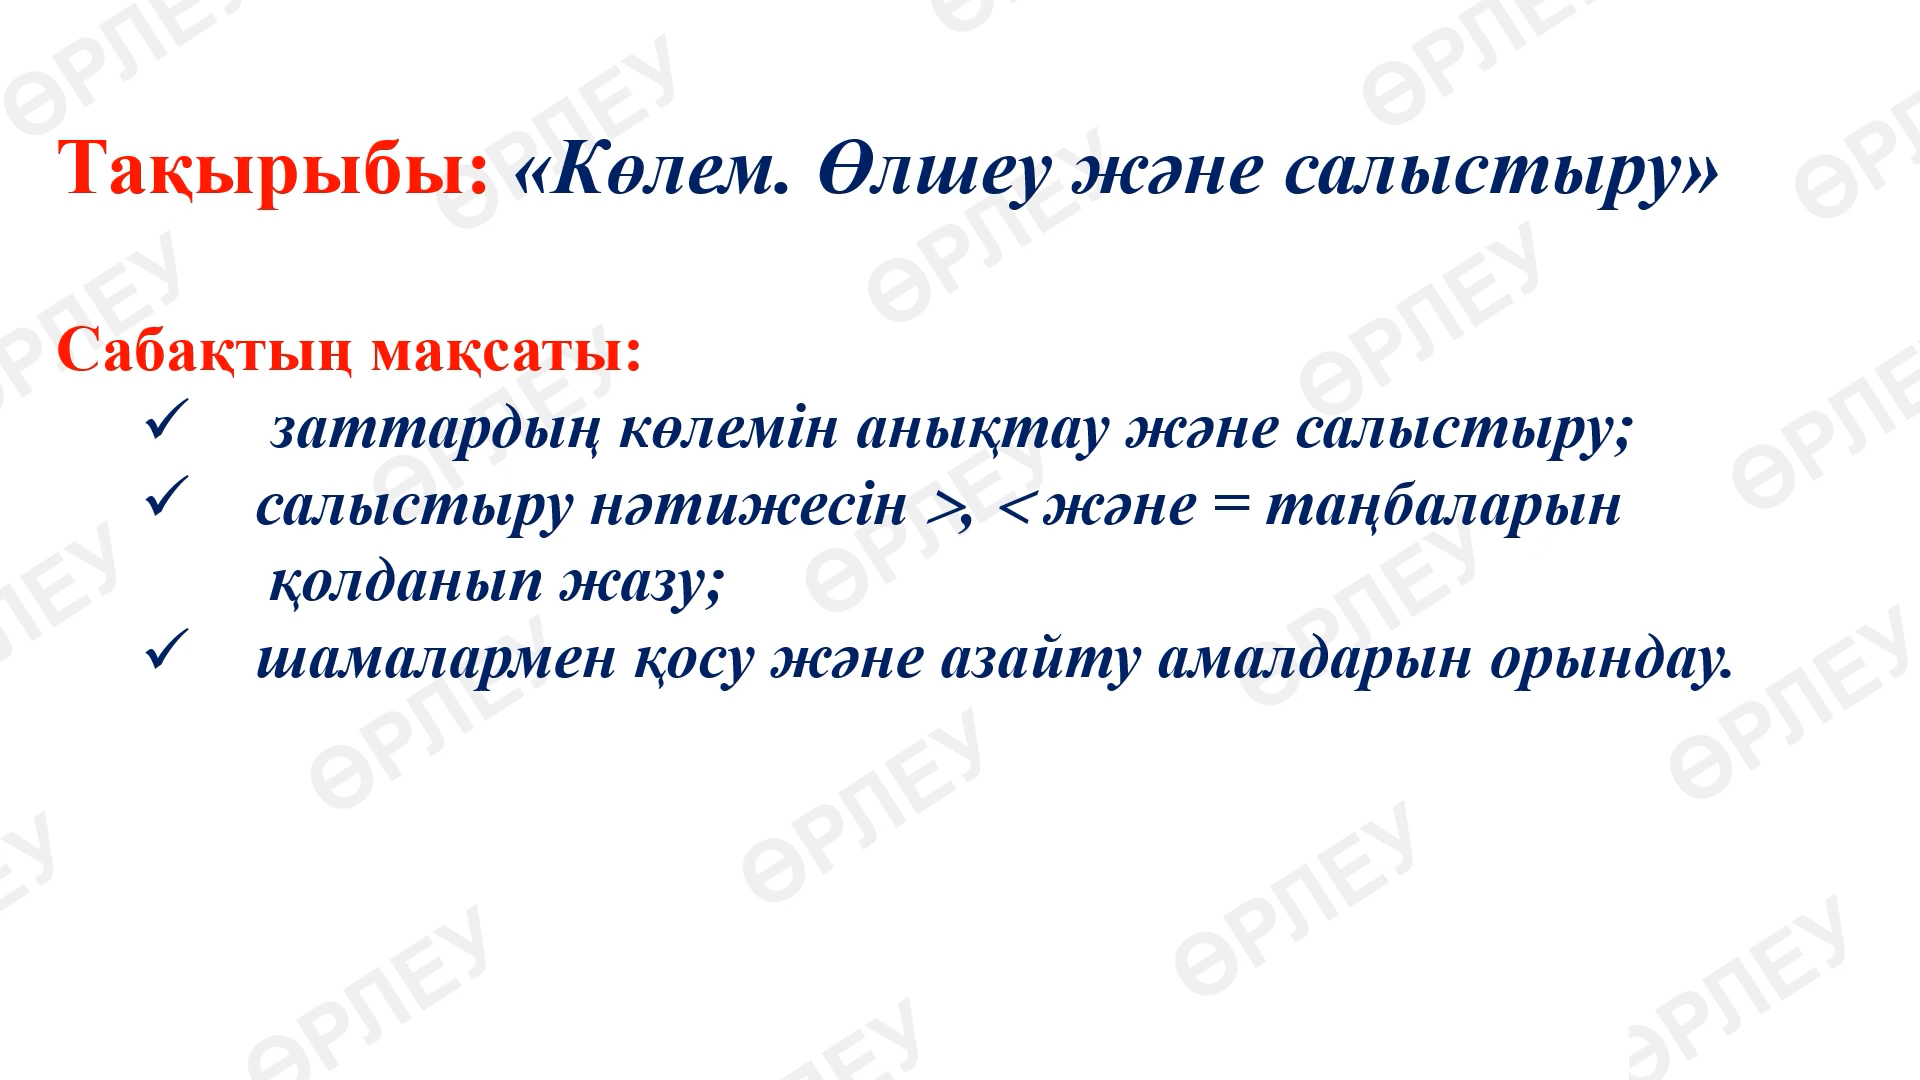 Тақырыбы: «Көлем. Өлшеу және салыстыру»
Сабақтың мақсаты:
✓ заттардың көлемін анықтау және салыстыру;
✓ салыстыру нәтижесін >, < және = таңбаларын
қолданып жазу;
✓ шамалармен қосу және азайту амалдарын орындау.
ӨРЛЕУ